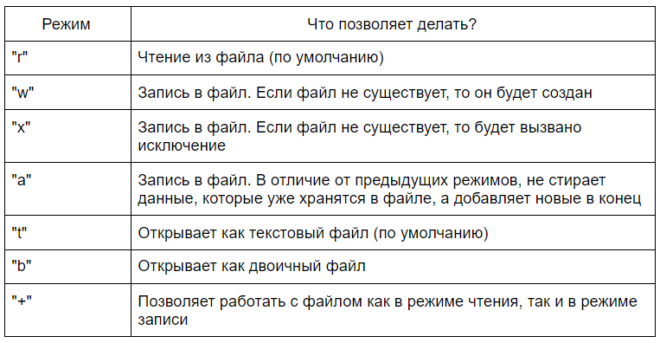 Режим Что позволяет делать?
"r" Чтение из файла (по умолчанию)
"w" Запись в файл. Если файл не существует, то он будет создан
"x" Запись в файл. Если файл не существует, то будет вызвано
исключение
"a" Запись в файл. В отличие от предыдущих режимов, не стирает
данные, которые уже хранятся в файле, а добавляет новые в конец
"t" Открывает как текстовый файл (по умолчанию)
"b" Открывает как двоичный файл
"+" Позволяет работать с файлом как в режиме чтения, так и в режиме
записи